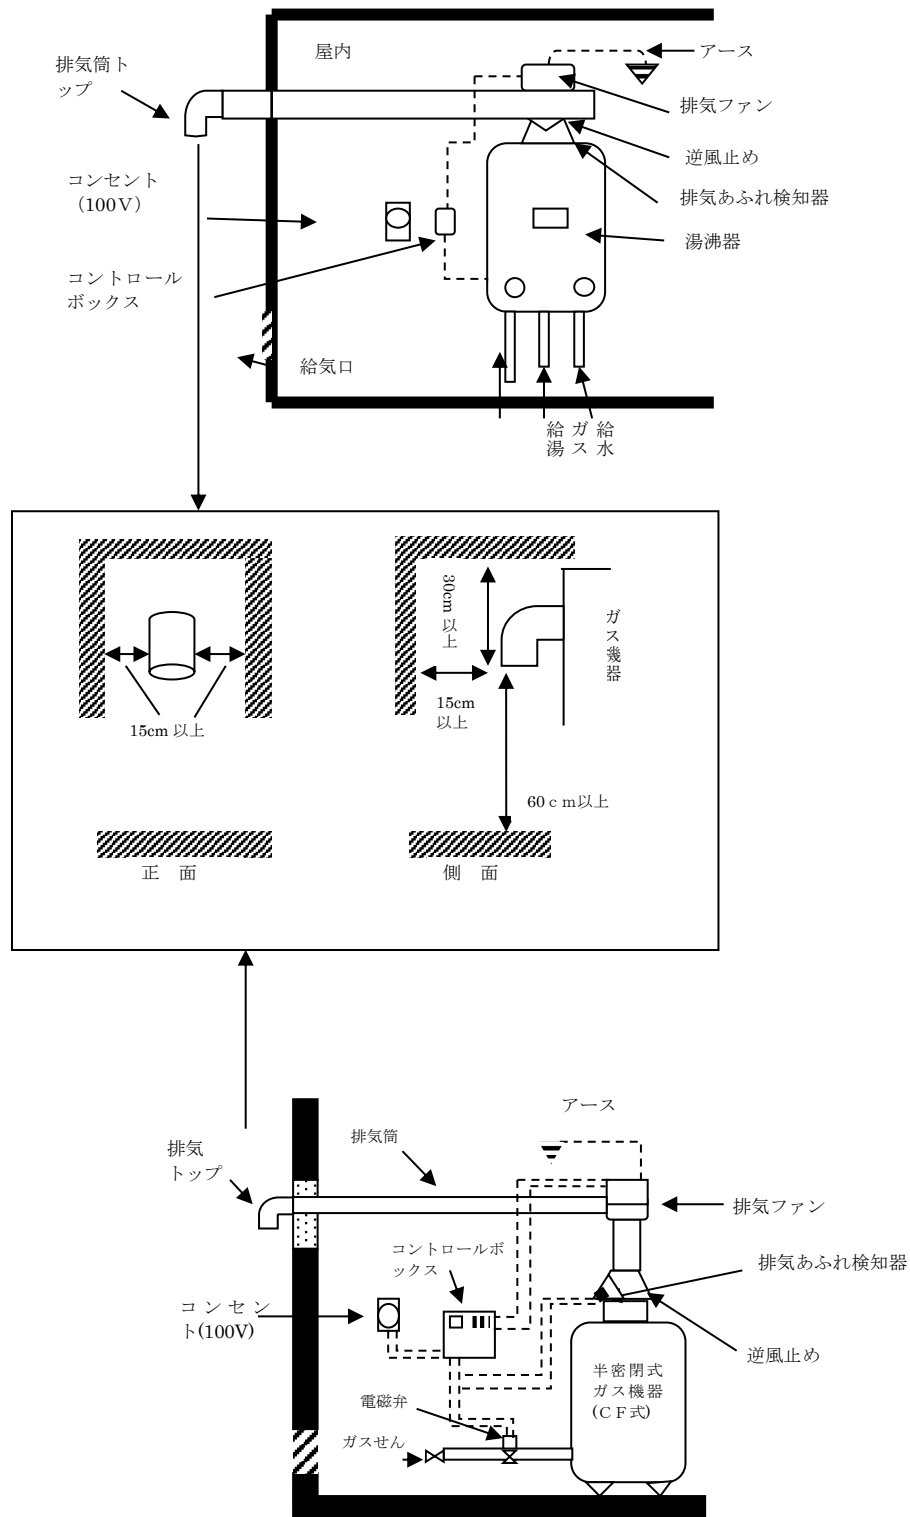 屋内
アース
排気筒ト
ップ
排気ファン
逆風止め
コンセント
（100V）
排気あふれ検知器
湯沸器
コントロール
ボックス
給気口
給湯
ガス
給水
30cm以上
ガス幾器
15cm
以上
15cm 以上
60ｃｍ以上
正　面
側　面
アース
排気筒
排気
トップ
排気ファン
コントロールボ
ックス
排気あふれ検知器
コンセン
ト(100V)
逆風止め
半密閉式
ガス機器
(ＣＦ式)
電磁弁
ガスせん